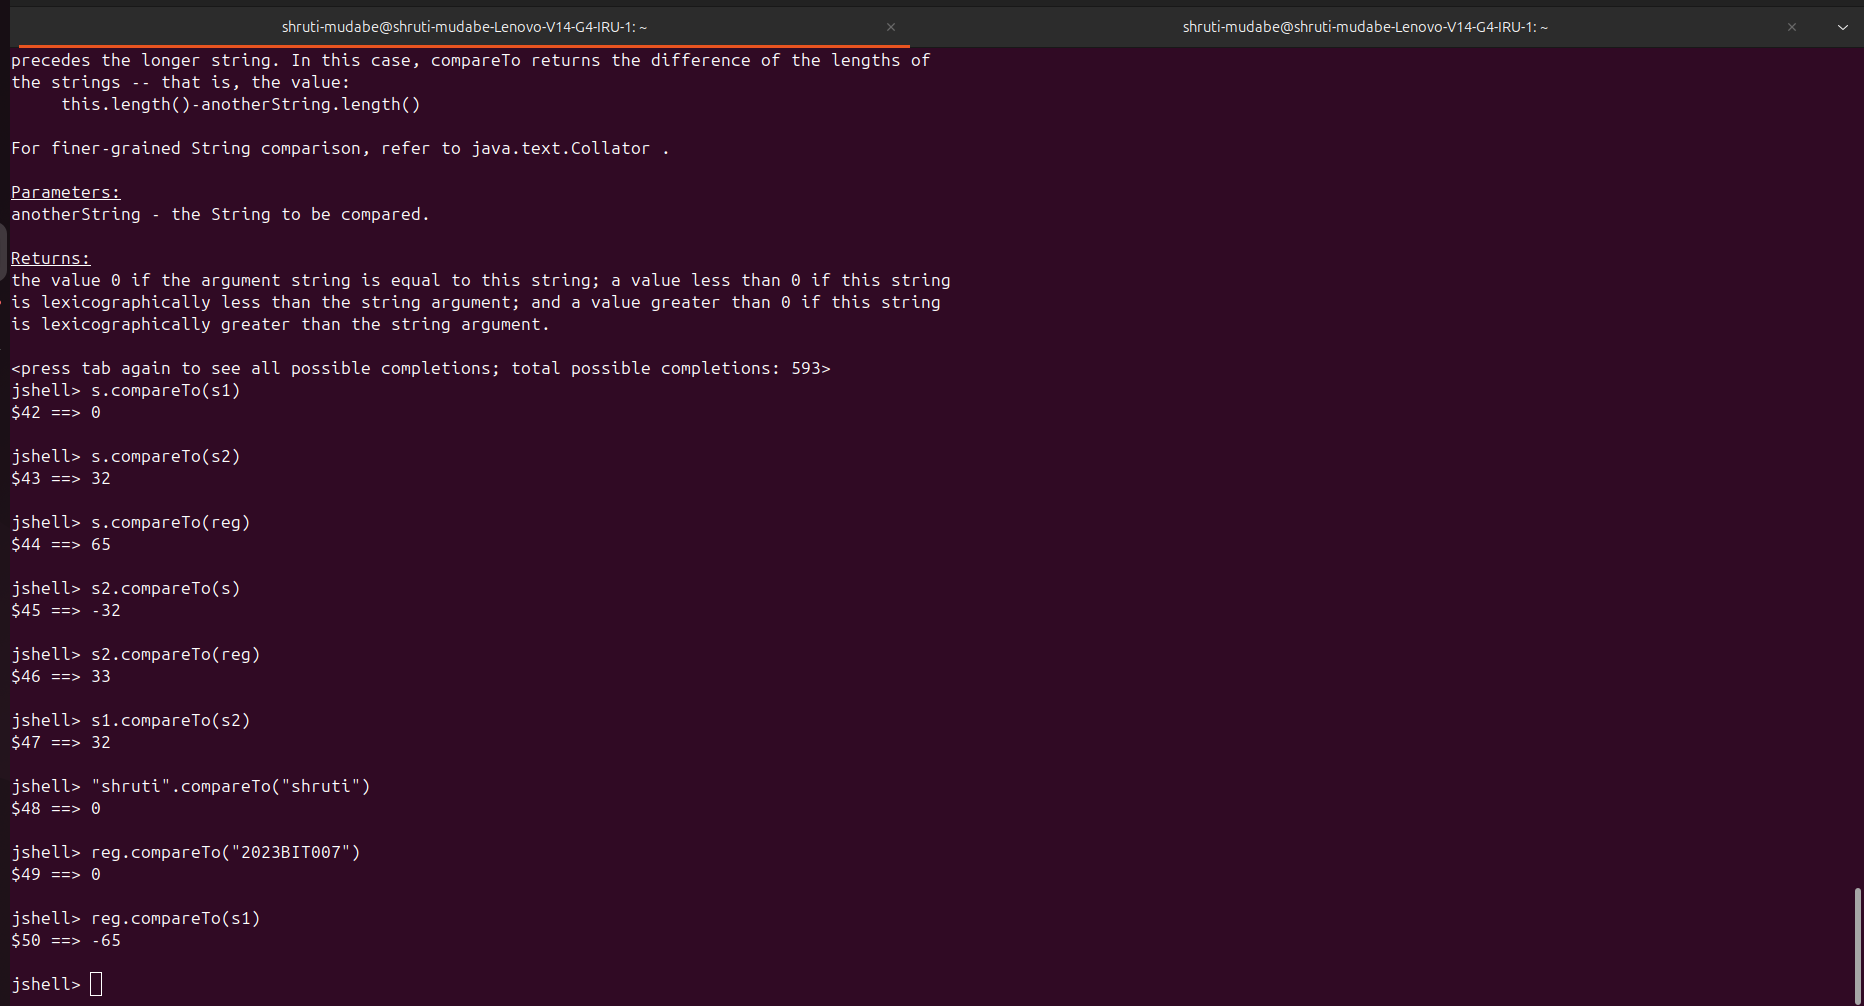 shruti-mudabe@shruti-mudabe-Lenovo-V14-G4-IRU-1: ~
shruti-mudabe@shruti-mudabe-Lenovo-V14-G4-IRU-1: ~
precedes the longer string. In this case, compareTo returns the difference of the lengths of
the strings -- that is, the value:
     this.length()-anotherString.length()
For finer-grained String comparison, refer to java.text.Collator .
Parameters:
anotherString - the String to be compared.
Returns:
the value 0 if the argument string is equal to this string; a value less than 0 if this string
is lexicographically less than the string argument; and a value greater than 0 if this string
is lexicographically greater than the string argument.
<press tab again to see all possible completions; total possible completions: 593>
jshell> s.compareTo(s1)
$42 ==> 0
jshell> s.compareTo(s2)
$43 ==> 32
jshell> s.compareTo(reg)
$44 ==> 65
jshell> s2.compareTo(s)
$45 ==> -32
jshell> s2.compareTo(reg)
$46 ==> 33
jshell> s1.compareTo(s2)
$47 ==> 32
jshell> "shruti".compareTo("shruti")
$48 ==> 0
jshell> reg.compareTo("2023BIT007")
$49 ==> 0
jshell> reg.compareTo(s1)
$50 ==> -65
jshell>